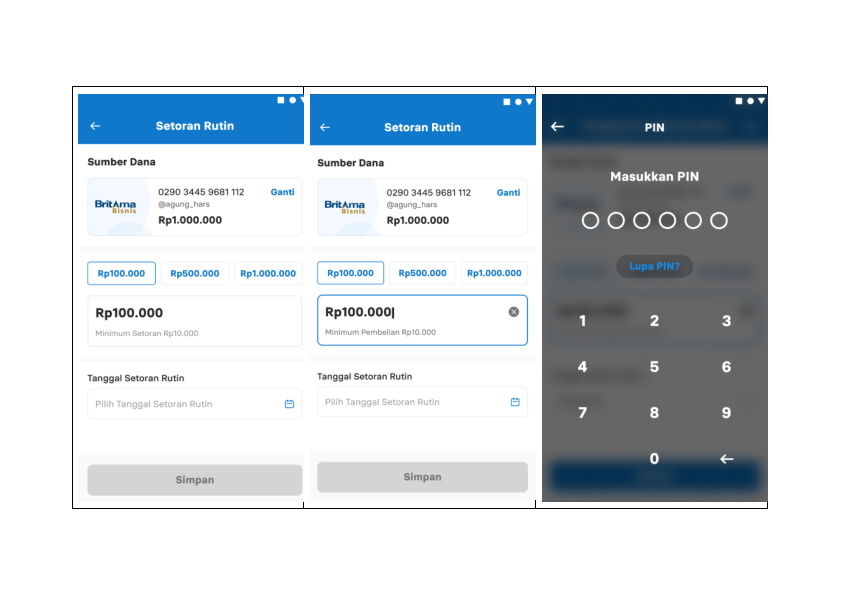 Setoran Rutin
Sumber Dana
BritAma
Bisnis
0290 3445 9681 112
Ganti
@agung_hars
Rp1.000.000
Rp100.000
Rp500.000
Rp1.000.000
Rp100.000
Minimum Setoran Rp10.000
Tanggal Setoran Rutin
Pilih Tanggal Setoran Rutin
Simpan
Setoran Rutin
Sumber Dana
BritAma
Bisnis
0290 3445 9681 112
Ganti
@agung_hars
Rp1.000.000
Rp100.000
Rp500.000
Rp1.000.000
Rp100.000
Minimum Pembelian Rp10.000
Tanggal Setoran Rutin
Pilih Tanggal Setoran Rutin
Simpan
PIN
Masukkan PIN
Lupa PIN?
1 2 3
4 5 6
7 8 9
0